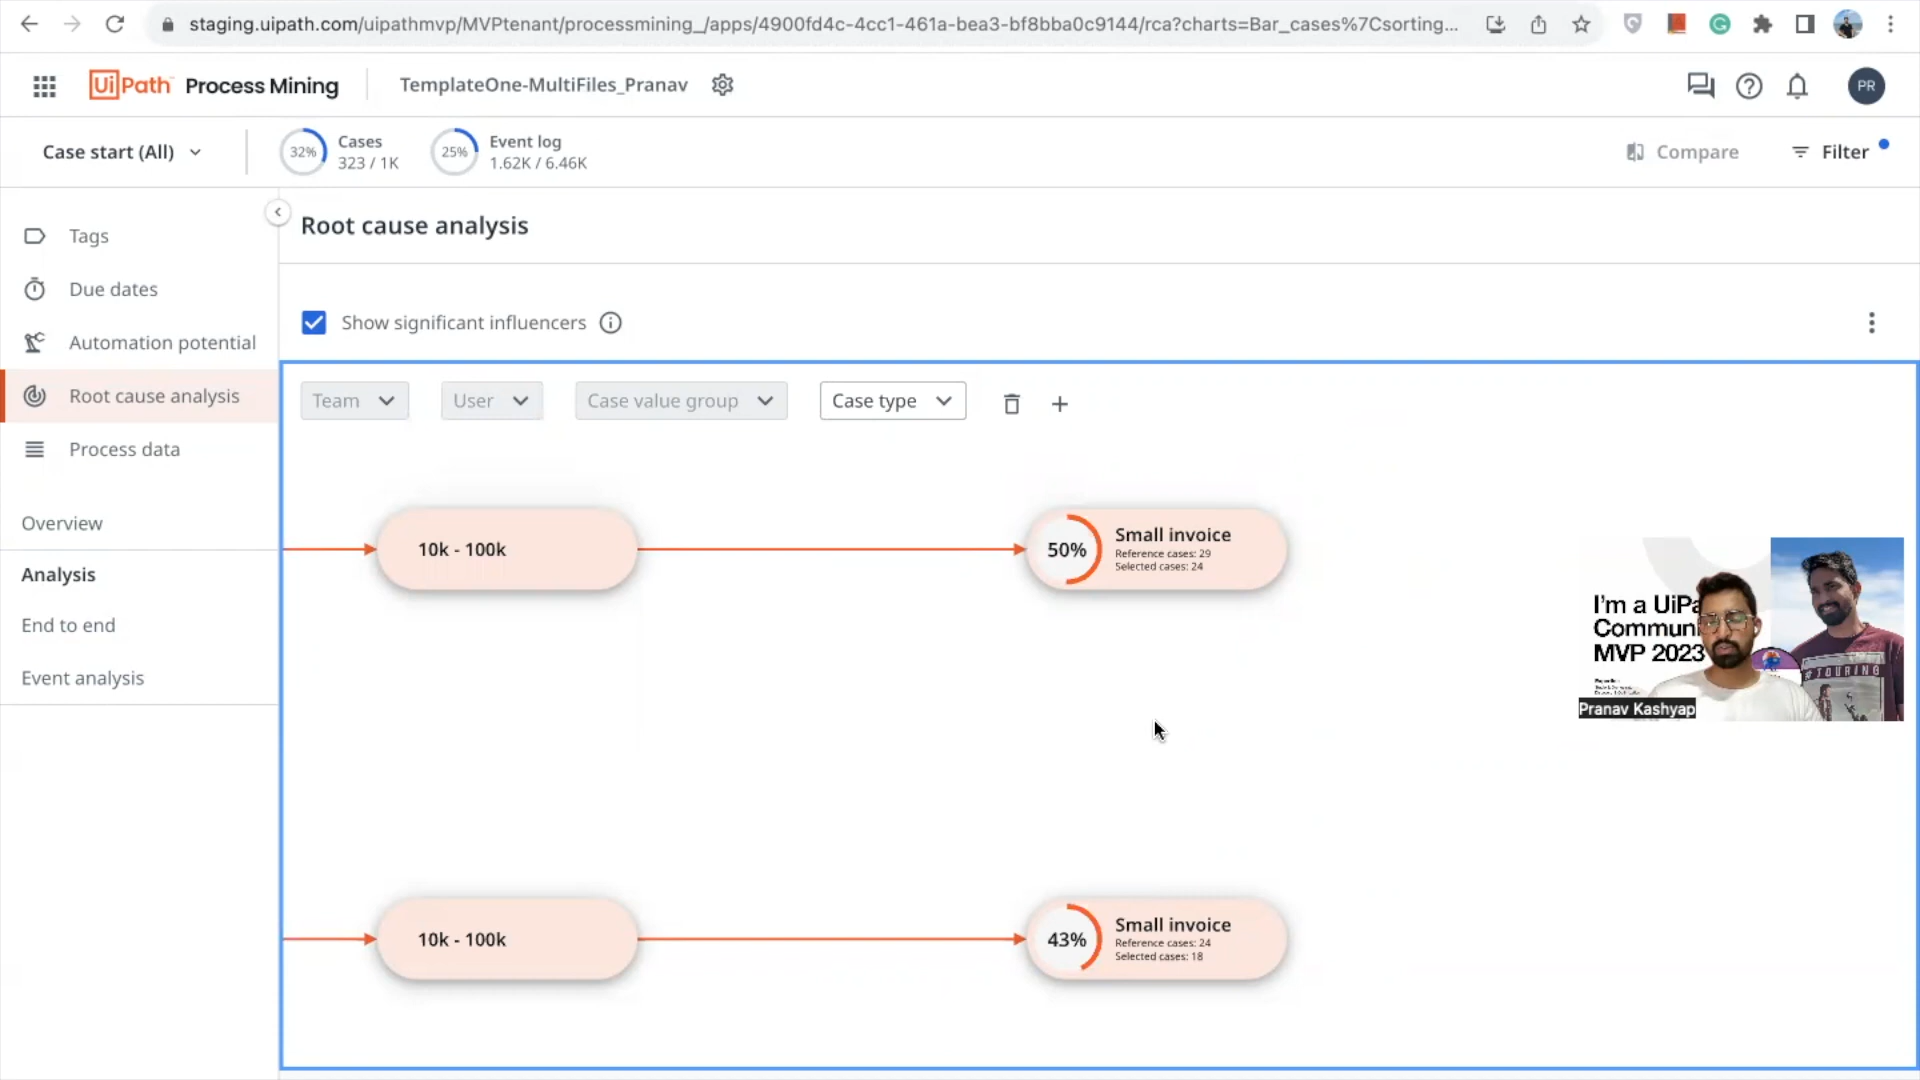 staging.uipath.com/uipathmvp/MVPtenant/processmining_/apps/4900fd4c-4cc1-461a-bea3-bf8bba0c9144/rca?charts=Bar_cases%7Csorting...
UiPath Process Mining
TemplateOne-MultiFiles_Pranav
PR
Case start (All)
32%
Cases
323 / 1K
25%
Event log
1.62K / 6.46K
Compare
Filter
Tags
Due dates
Automation potential
Root cause analysis
Process data
Overview
Analysis
End to end
Event analysis
Root cause analysis
Show significant influencers
Team
User
Case value group
Case type
10k - 100k
50%
Small invoice
Reference cases: 29
Selected cases: 24
10k - 100k
43%
Small invoice
Reference cases: 24
Selected cases: 18
I'm a UiPa
Commun
MVP 2023
#TOURING
Pranav Kashyap